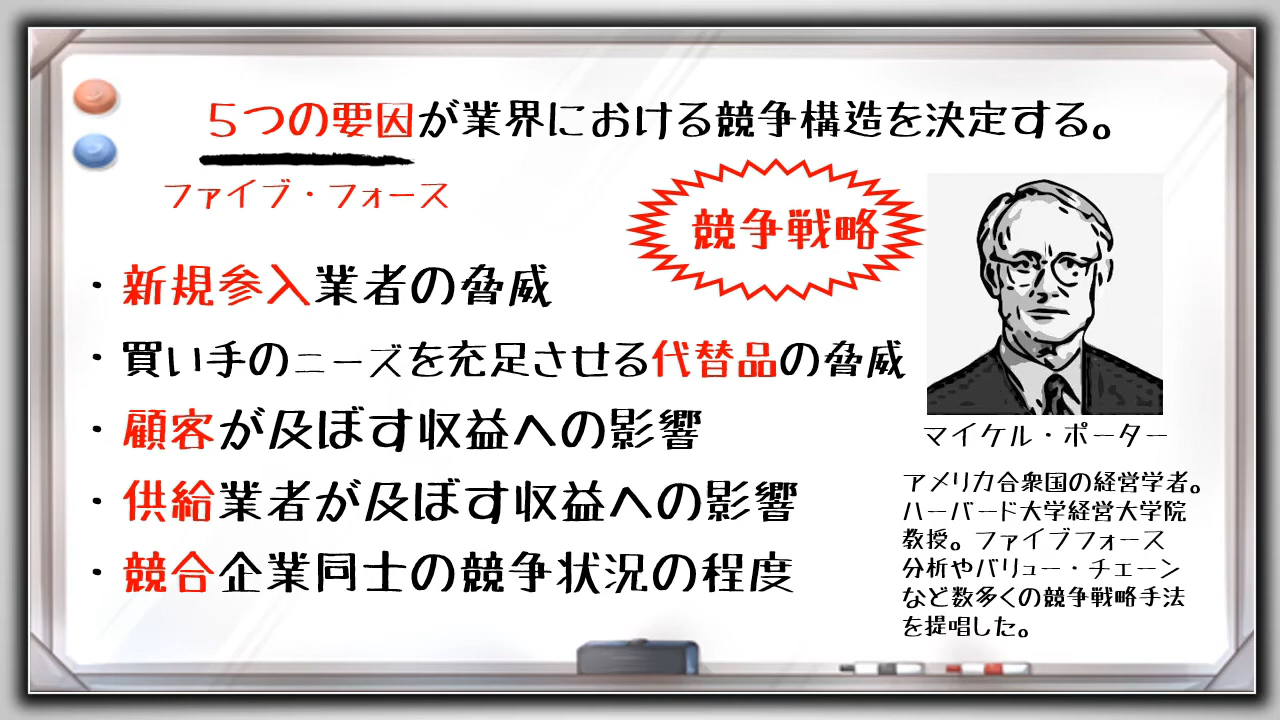 ５つの要因が業界における競争構造を決定する。
ファイブ・フォース
競争戦略
・新規参入業者の脅威
・買い手のニーズを充足させる代替品の脅威
・顧客が及ぼす収益への影響
・供給業者が及ぼす収益への影響
・競合企業同士の競争状況の程度
マイケル・ポーター
アメリカ合衆国の経営学者。
ハーバード大学経営大学院
教授。ファイブフォース
分析やバリュー・チェーン
など数多くの競争戦略手法
を提唱した。